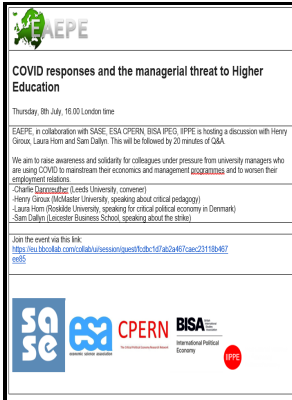 EAEPE
COVID responses and the managerial threat to Higher
Education
Thursday, 8th July, 16.00 London time
EAEPE, in collaboration with SASE, ESA CPERN, BISA IPEG, IIPPE is hosting a discussion with Henry
Giroux, Laura Horn and Sam Dallyn. This will be followed by 20 minutes of Q&A.
We aim to raise awareness and solidarity for colleagues under pressure from university managers who
are using COVID to mainstream their economics and management programmes and to worsen their
employment relations.
-Charlie Dannreuther (Leeds University, convener)
-Henry Giroux (McMaster University, speaking about critical pedagogy)
-Laura Horn (Roskilde University, speaking for critical political economy in Denmark)
-Sam Dallyn (Leicester Business School, speaking about the strike)
Join the event via this link:
https://eu.bbcollab.com/collab/ui/session/guest/fcdbc1d7ab2a467caec23118b467
ee85
sa
se
esa
CPERN
BISA
International Political
Economy
IIPPE